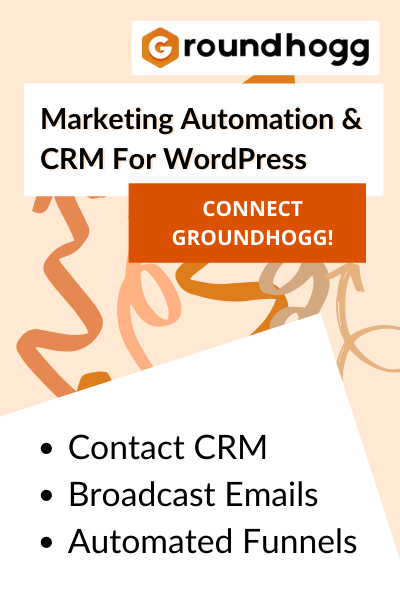 Groundhogg
Marketing Automation &
CRM For WordPress
CONNECT
GROUNDHOGG!
• Contact CRM
• Broadcast Emails
• Automated Funnels